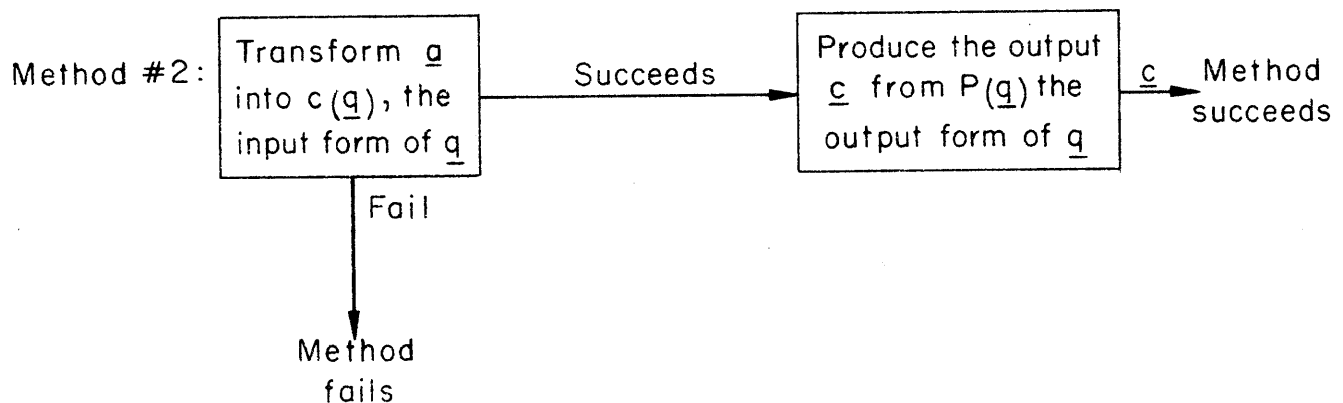 Method #2:
Transform a
into c(q), the
input form of q
Succeeds
Produce the output
c from P(q) the
output form of q
c
Method
succeeds
Fail
Method
fails